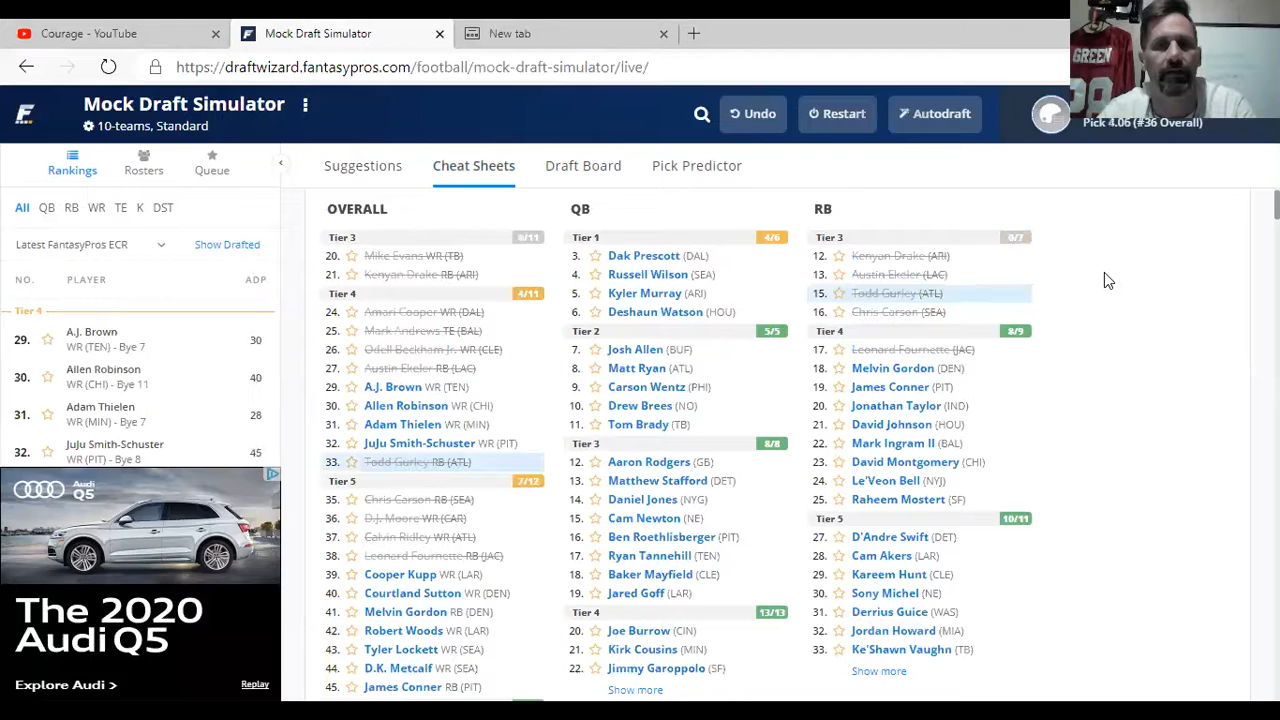 Courage - YouTube
Mock Draft Simulator
New tab
https://draftwizard.fantasypros.com/football/mock-draft-simulator/live/
Mock Draft Simulator
10-teams, Standard
Undo
Restart
Autodraft
Pick 4.06 (#36 Overall)
GREEN
Rankings
Rosters
Queue
All QB RB WR TE K DST
Latest FantasyPros ECR
Show Drafted
NO. PLAYER ADP
Tier 4
29. A.J. Brown 30
WR (TEN) - Bye 7
30. Allen Robinson 40
WR (CHI) - Bye 11
31. Adam Thielen 28
WR (MIN) - Bye 7
32. JuJu Smith-Schuster 45
WR (PIT) - Bye 8
Audi
Q5
The 2020
Audi Q5
Explore Audi >
Replay
Suggestions
Cheat Sheets
Draft Board
Pick Predictor
OVERALL
Tier 3 0/11
20. Mike Evans WR (TB)
21. Kenyan Drake RB (ARI)
Tier 4 4/11
24. Amari Cooper WR (DAL)
25. Mark Andrews TE (BAL)
26. Odell Beckham Jr. WR (CLE)
27. Austin Ekeler RB (LAC)
29. A.J. Brown WR (TEN)
30. Allen Robinson WR (CHI)
31. Adam Thielen WR (MIN)
32. JuJu Smith-Schuster WR (PIT)
33. Todd Gurley RB (ATL)
Tier 5 7/12
35. Chris Carson RB (SEA)
36. D.J. Moore WR (CAR)
37. Calvin Ridley WR (ATL)
38. Leonard Fournette RB (JAC)
39. Cooper Kupp WR (LAR)
40. Courtland Sutton WR (DEN)
41. Melvin Gordon RB (DEN)
42. Robert Woods WR (LAR)
43. Tyler Lockett WR (SEA)
44. D.K. Metcalf WR (SEA)
45. James Conner RB (PIT)
QB
Tier 1 4/6
3. Dak Prescott (DAL)
4. Russell Wilson (SEA)
5. Kyler Murray (ARI)
6. Deshaun Watson (HOU)
Tier 2 5/5
7. Josh Allen (BUF)
8. Matt Ryan (ATL)
9. Carson Wentz (PHI)
10. Drew Brees (NO)
11. Tom Brady (TB)
Tier 3 8/8
12. Aaron Rodgers (GB)
13. Matthew Stafford (DET)
14. Daniel Jones (NYG)
15. Cam Newton (NE)
16. Ben Roethlisberger (PIT)
17. Ryan Tannehill (TEN)
18. Baker Mayfield (CLE)
19. Jared Goff (LAR)
Tier 4 13/13
20. Joe Burrow (CIN)
21. Kirk Cousins (MIN)
22. Jimmy Garoppolo (SF)
Show more
RB
Tier 3 0/7
12. Kenyan Drake (ARI)
13. Austin Ekeler (LAC)
15. Todd Gurley (ATL)
16. Chris Carson (SEA)
Tier 4 8/9
17. Leonard Fournette (JAC)
18. Melvin Gordon (DEN)
19. James Conner (PIT)
20. Jonathan Taylor (IND)
21. David Johnson (HOU)
22. Mark Ingram II (BAL)
23. David Montgomery (CHI)
24. Le'Veon Bell (NYJ)
25. Raheem Mostert (SF)
Tier 5 10/11
27. D'Andre Swift (DET)
28. Cam Akers (LAR)
29. Kareem Hunt (CLE)
30. Sony Michel (NE)
31. Derrius Guice (WAS)
32. Jordan Howard (MIA)
33. Ke'Shawn Vaughn (TB)
Show more